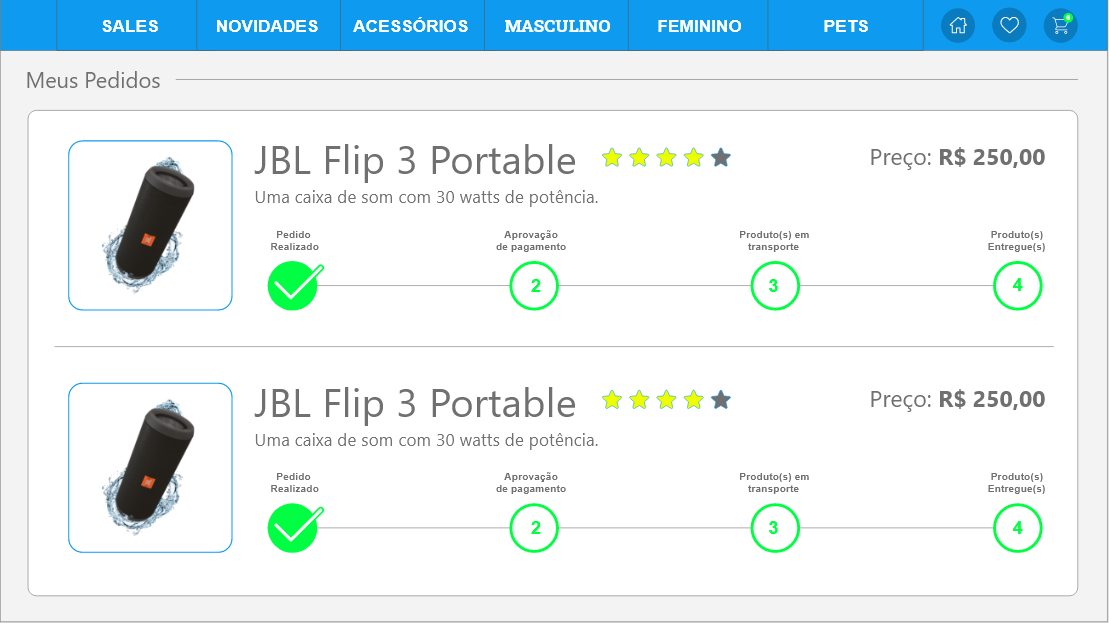 SALES
NOVIDADES
ACESSÓRIOS
MASCULINO
FEMININO
PETS
6
Meus Pedidos
JBL Flip 3 Portable
Preço: R$ 250,00
Uma caixa de som com 30 watts de potência.
Pedido
Realizado
Aprovação
de pagamento
Produto(s) em
transporte
Produto(s)
Entregue(s)
2
3
4
JBL Flip 3 Portable
Preço: R$ 250,00
Uma caixa de som com 30 watts de potência.
Pedido
Realizado
Aprovação
de pagamento
Produto(s) em
transporte
Produto(s)
Entregue(s)
2
3
4